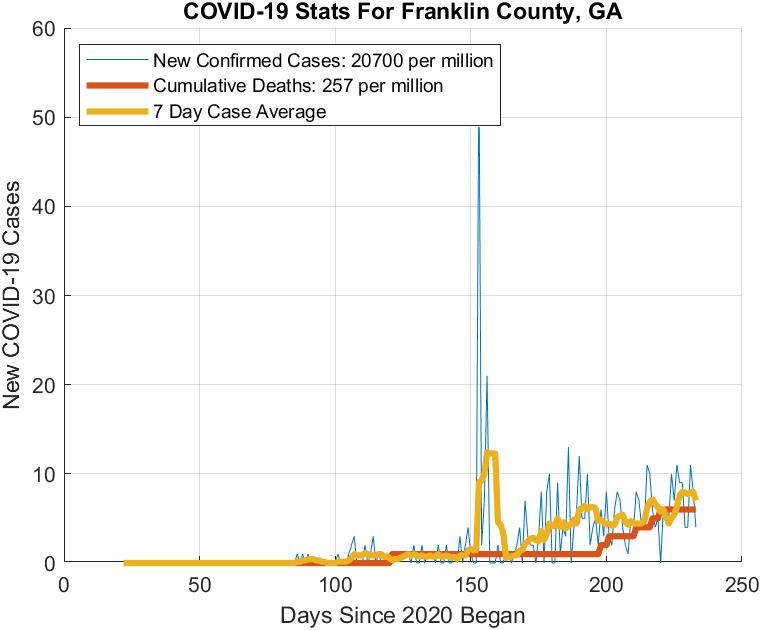 COVID-19 Stats For Franklin County, GA
New Confirmed Cases: 20700 per million
Cumulative Deaths: 257 per million
7 Day Case Average
60
50
40
30
20
10
0
New COVID-19 Cases
0 50 100 150 200 250
Days Since 2020 Began